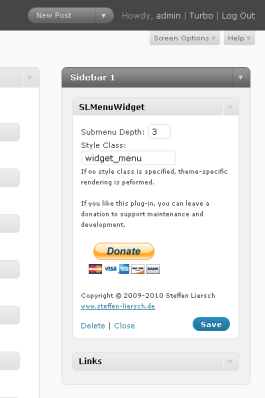 New Post
Howdy, admin | Turbo | Log Out
Screen Options
Help
Sidebar 1
SLMenuWidget
Submenu Depth: 3
Style Class:
widget_menu
If no style class is specified, theme-specific
rendering is peformed.
If you like this plug-in, you can leave a
donation to support maintenance and
development.
Donate
VISA
BANK
Copyright © 2009-2010 Steffen Liersch
www.steffen-liersch.de
Delete | Close
Save
Links